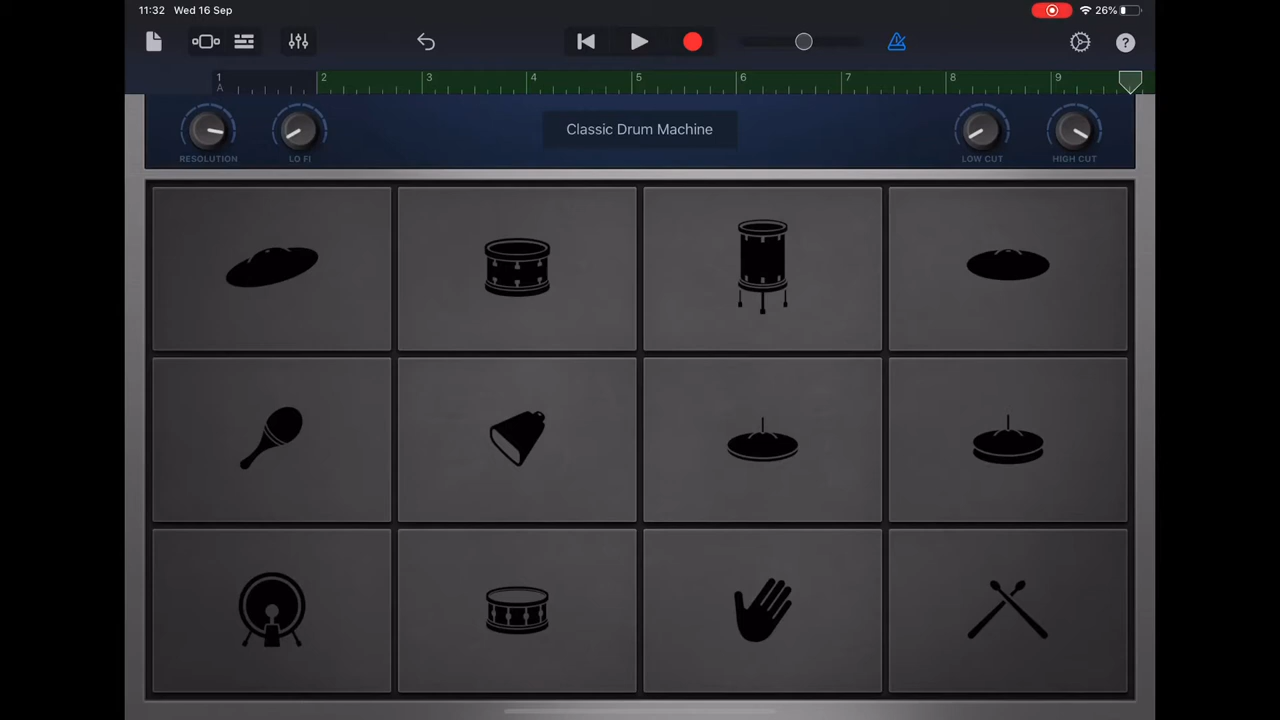 11:32 Wed 16 Sep
26%
1 2 3 4 5 6 7 8 9
A
Classic Drum Machine
RESOLUTION LO FI LOW CUT HIGH CUT